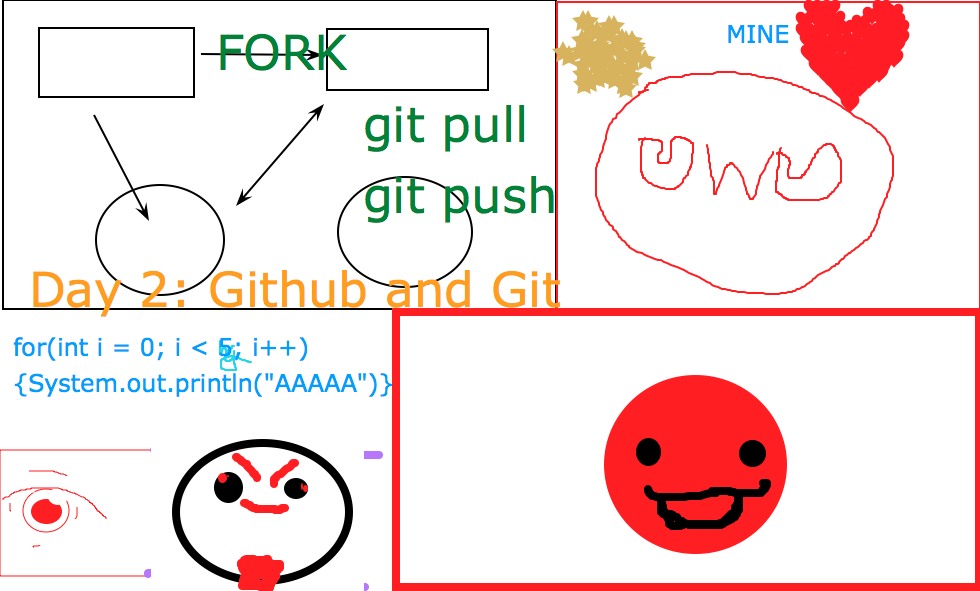 FORK
git pull
git push
Day 2: Github and Git
MINE
UWU
for(int i = 0; i < 5; i++)
{System.out.println("AAAAA")}